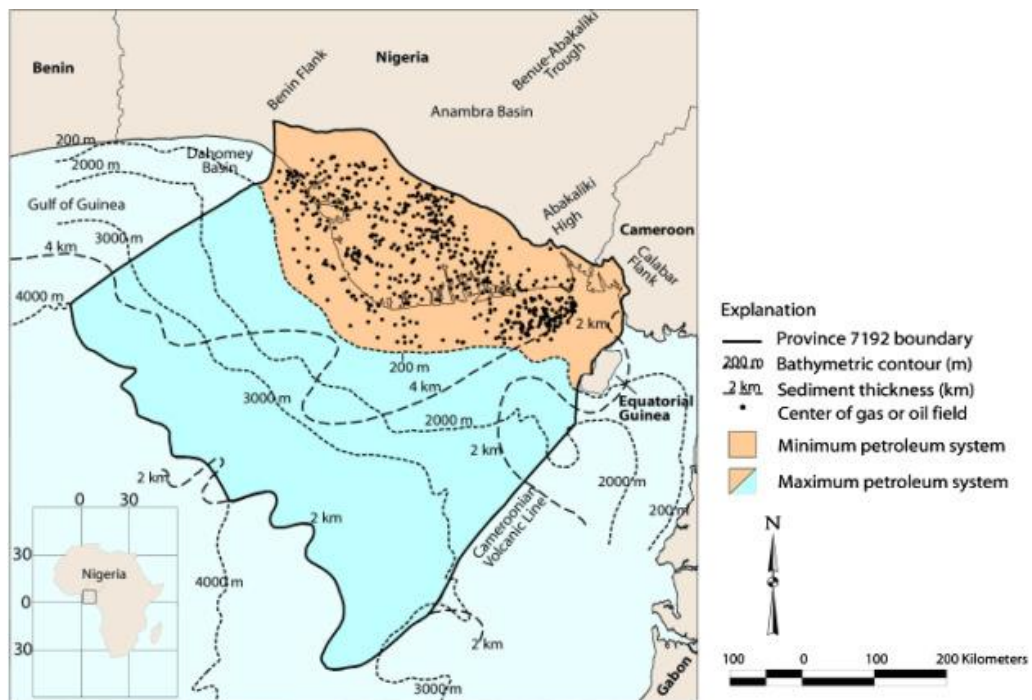 Benin
Nigeria
Benue-Abakaliki
Trough
Benin Flank
Anambra Basin
200 m
2000 m
Dahomey
Basin
Gulf of Guinea
3000 m
4 km
4000 m
Abakaliki
High
Cameroon
Calabar
Flank
2 km
200 m
4 km
3000 m
2000 m
Equatorial
Guinea
2 km
2000 m
200 m
2 km
2 km
Cameroonian
Volcanic Line
4000 m
2 km
3000 m
Gabon
0
30
30
0
30
Nigeria
Explanation
Province 7192 boundary
200 m Bathymetric contour (m)
2 km Sediment thickness (km)
Center of gas or oil field
Minimum petroleum system
Maximum petroleum system
N
100 0 100 200 Kilometers